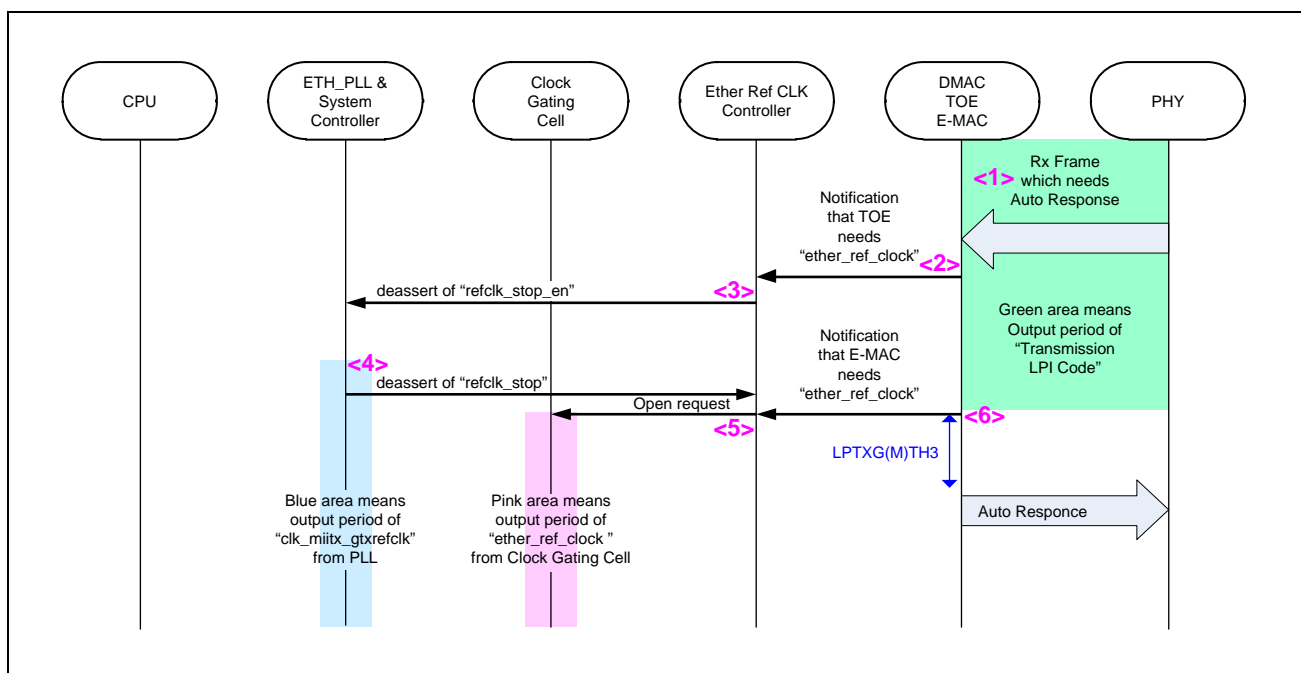 CPU
ETH_PLL &
System
Controller
Clock
Gating
Cell
Ether Ref CLK
Controller
DMAC
TOE
E-MAC
PHY
<1>
Rx Frame
which needs
Auto Response
Notification
that TOE
needs
“ether_ref_clock”
<2>
deassert of “refclk_stop_en”
<3>
Green area means
Output period of
“Transmission
LPI Code”
Notification
that E-MAC
needs
“ether_ref_clock”
<4>
deassert of “refclk_stop”
Open request
<5>
<6>
LPTXG(M)TH3
Blue area means
output period of
“clk_miitx_gtxrefclk”
from PLL
Pink area means
output period of
“ether_ref_clock ”
from Clock Gating Cell
Auto Responce